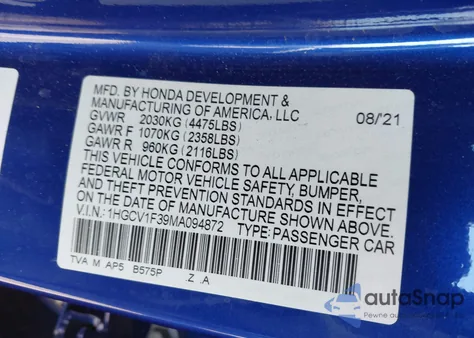 MFD. BY HONDA DEVELOPMENT &
MANUFACTURING OF AMERICA, LLC 08/'21
GVWR 2030KG (4475LBS)
GAWR F 1070KG (2358LBS)
GAWR R 960KG (2116LBS)
THIS VEHICLE CONFORMS TO ALL APPLICABLE
FEDERAL MOTOR VEHICLE SAFETY, BUMPER,
AND THEFT PREVENTION STANDARDS IN EFFECT
ON THE DATE OF MANUFACTURE SHOWN ABOVE.
V.I.N.: 1HGCV1F39MA094872 TYPE: PASSENGER CAR
TVA M AP5 B575P Z .A
autoSnap